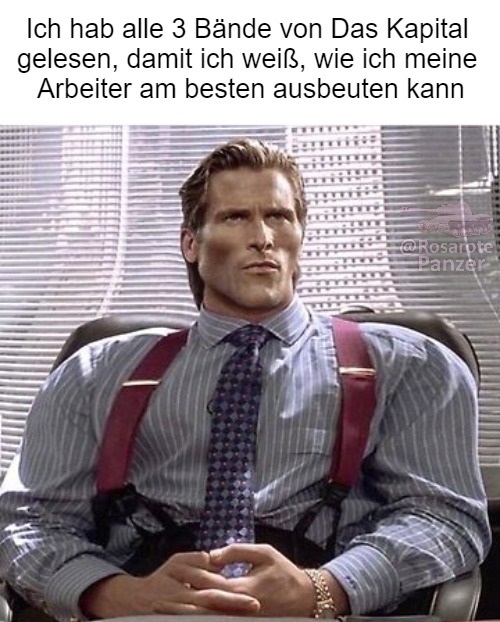 Ich hab alle 3 Bände von Das Kapital
gelesen, damit ich weiß, wie ich meine
Arbeiter am besten ausbeuten kann
@Rosarote
Panzer